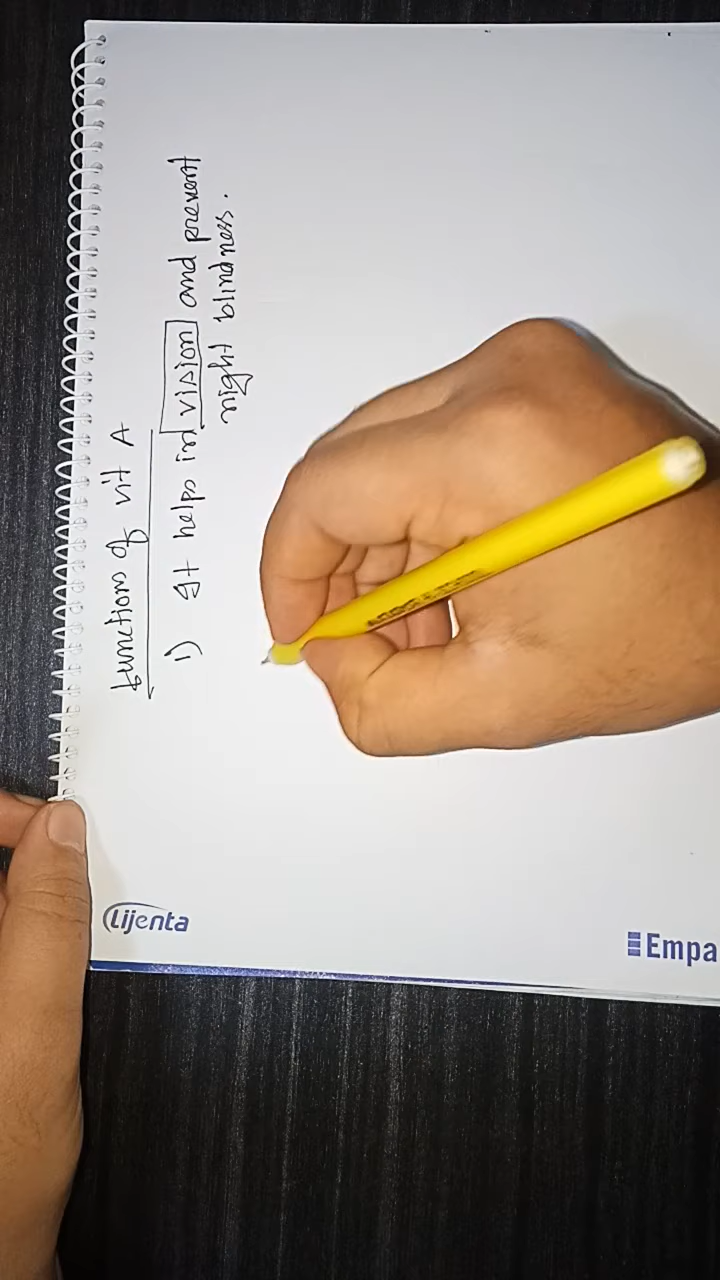 functions of vit A
1) It helps in vision and prevent
night blindness.
Lijenta
Empa